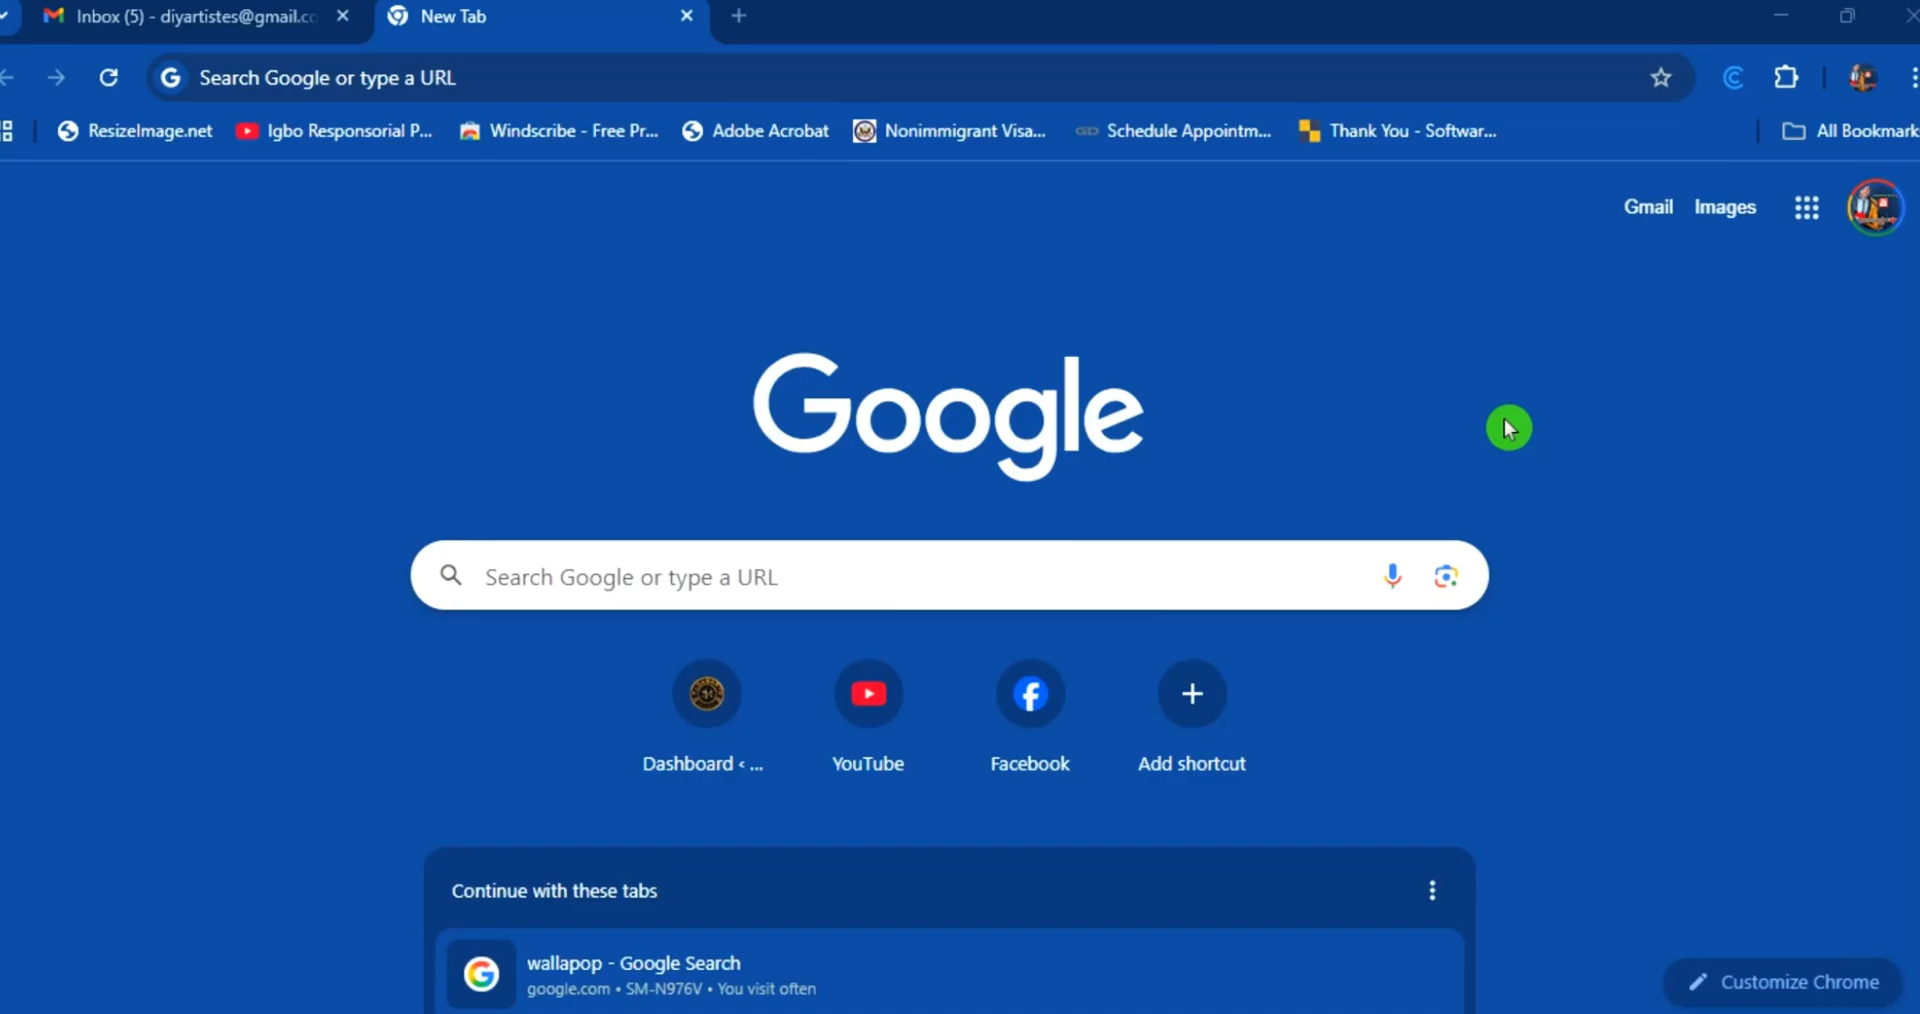 Inbox (5) - diyartistes@gmail.cc
New Tab
Search Google or type a URL
ResizeImage.net
Igbo Responsorial P...
Windscribe - Free Pr...
Adobe Acrobat
Nonimmigrant Visa...
GD Schedule Appointm...
Thank You - Softwar...
All Bookmark
Gmail Images
Google
Search Google or type a URL
Dashboard ‹ ...
YouTube
Facebook
Add shortcut
Continue with these tabs
wallapop - Google Search
google.com • SM-N976V • You visit often
Customize Chrome